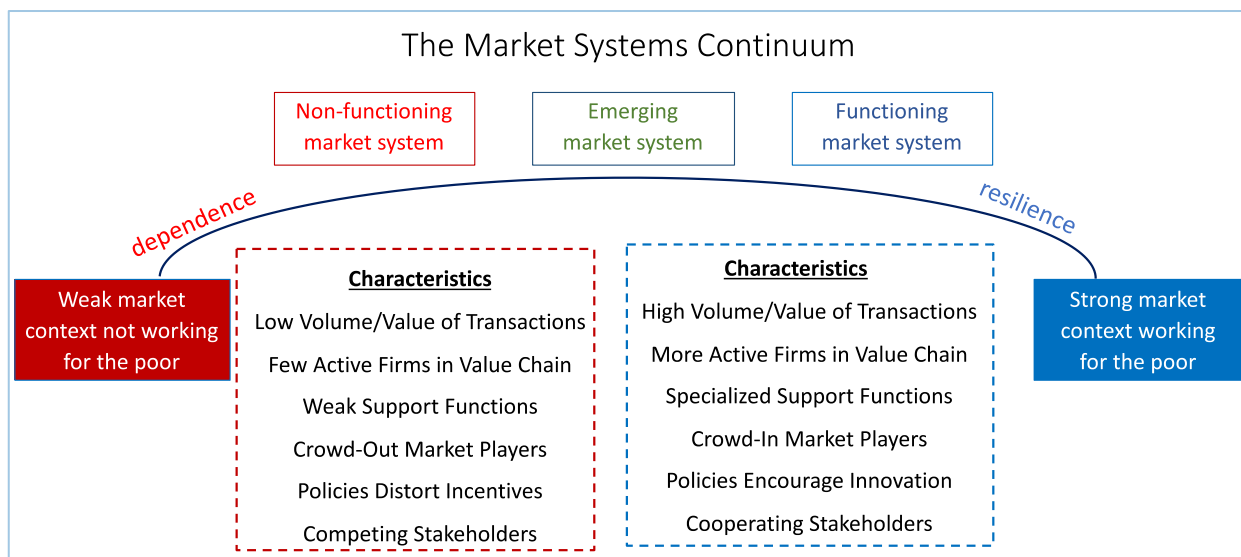 The Market Systems Continuum
Non-functioning
market system
Emerging
market system
Functioning
market system
dependence
resilience
Weak market
context not working
for the poor
Characteristics
Low Volume/Value of Transactions
Few Active Firms in Value Chain
Weak Support Functions
Crowd-Out Market Players
Policies Distort Incentives
Competing Stakeholders
Characteristics
High Volume/Value of Transactions
More Active Firms in Value Chain
Specialized Support Functions
Crowd-In Market Players
Policies Encourage Innovation
Cooperating Stakeholders
Strong market
context working
for the poor